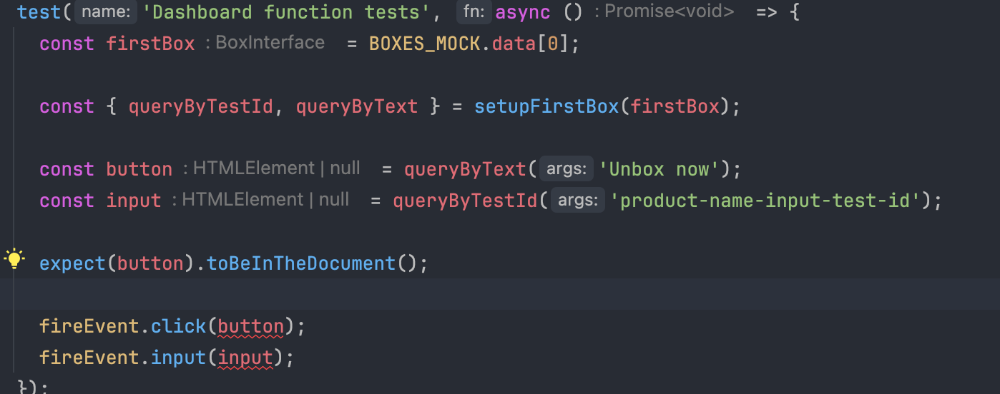 test( name: 'Dashboard function tests', fn: async () : Promise<void> => {
const firstBox : BoxInterface = BOXES_MOCK.data[0];
const { queryByTestId, queryByText } = setupFirstBox(firstBox);
const button : HTMLElement | null = queryByText( args: 'Unbox now');
const input : HTMLElement | null = queryByTestId( args: 'product-name-input-test-id');
expect(button).toBeInTheDocument();
fireEvent.click(button);
fireEvent.input(input);
});